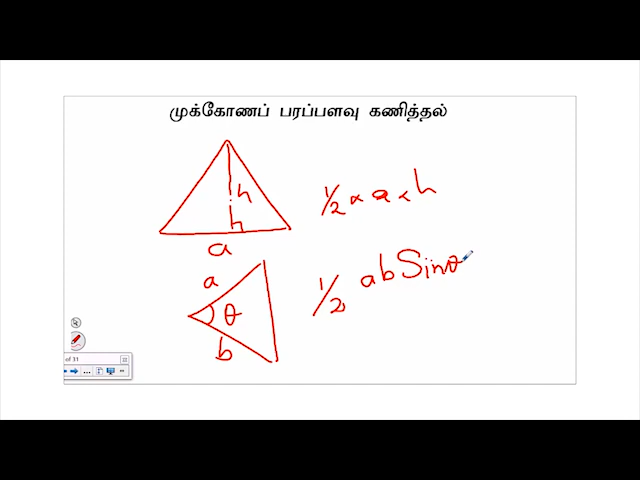 முக்கோணப் பரப்பளவு கணித்தல்
h
h
a
1/2 × a × h
a
θ
b
1/2 ab Sinθ
of 31